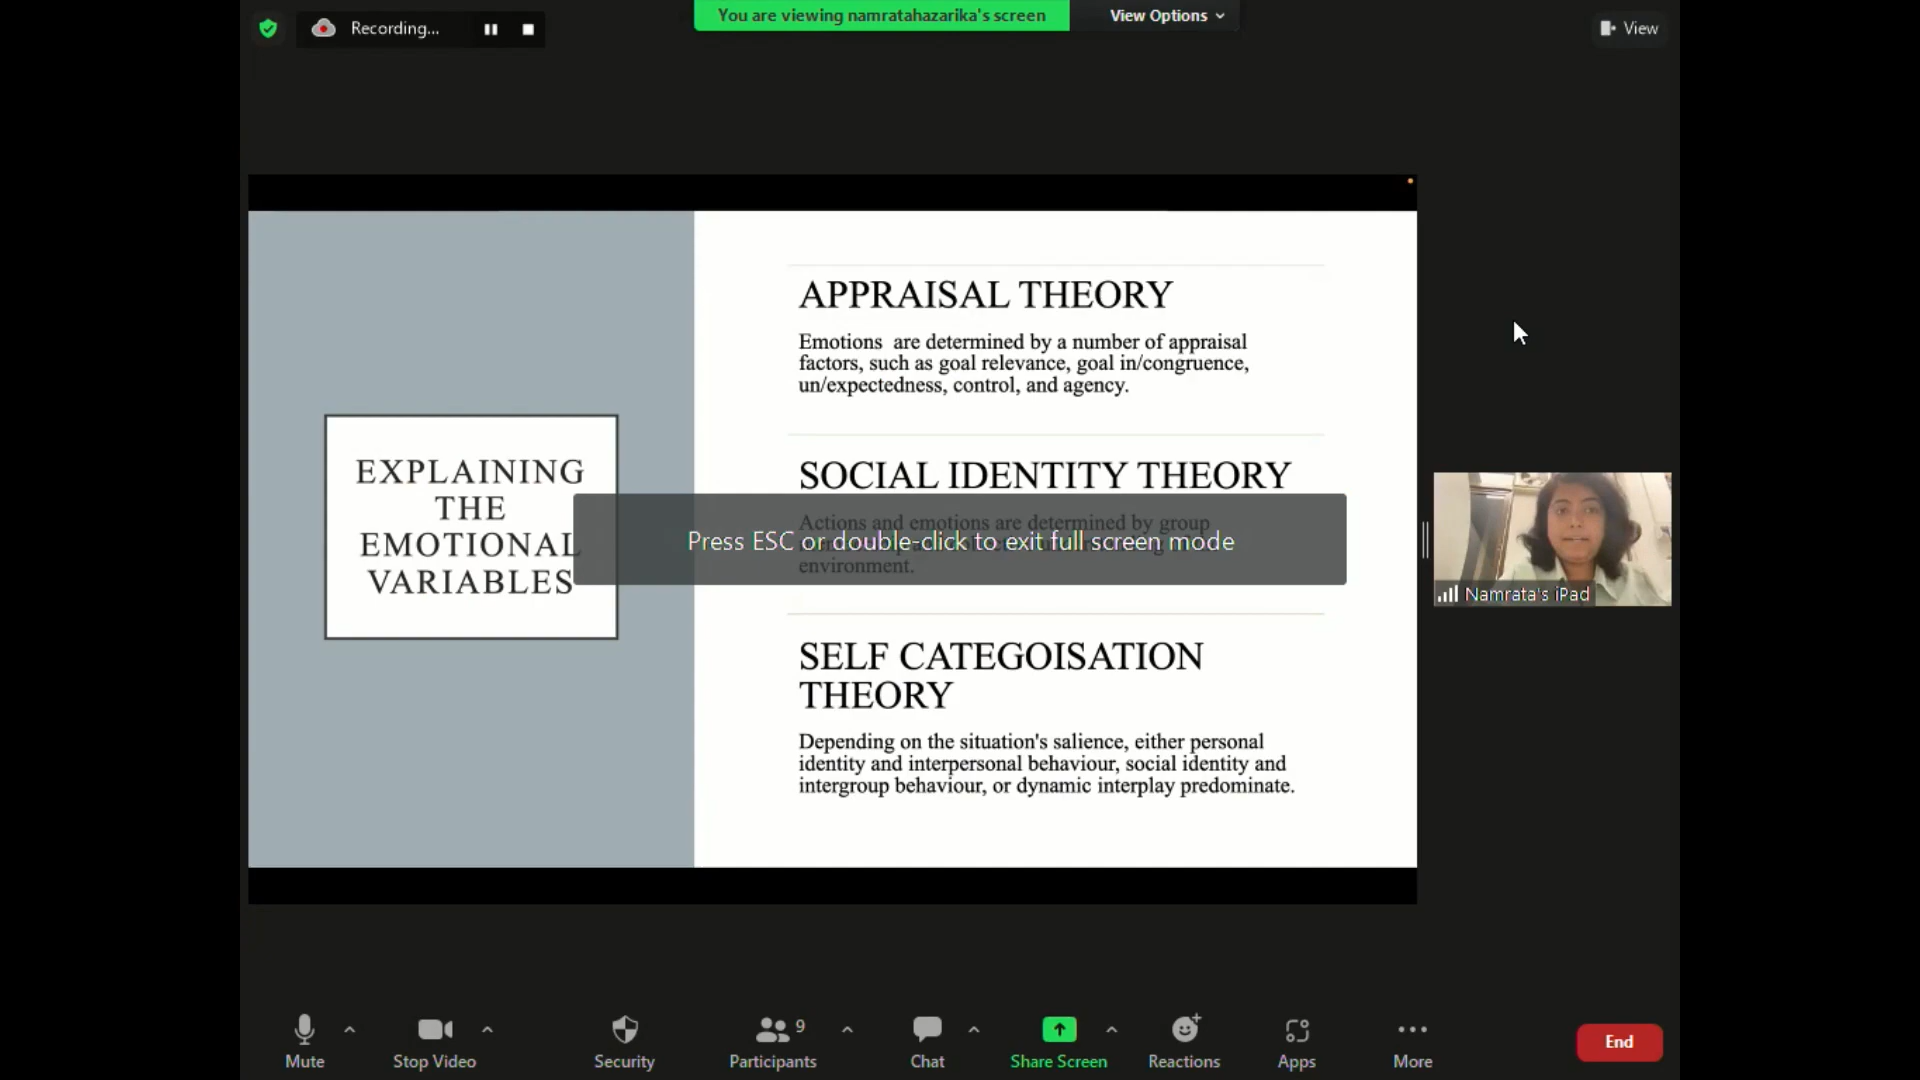 Recording...
You are viewing namratahazarika's screen
View Options
View
APPRAISAL THEORY
Emotions are determined by a number of appraisal
factors, such as goal relevance, goal in/congruence,
un/expectedness, control, and agency.
EXPLAINING
THE
EMOTIONAL
VARIABLES
SOCIAL IDENTITY THEORY
Actions and emotions are determined by group
environment.
Press ESC or double-click to exit full screen mode
SELF CATEGOISATION
THEORY
Depending on the situation's salience, either personal
identity and interpersonal behaviour, social identity and
intergroup behaviour, or dynamic interplay predominate.
Namrata's iPad
Mute
Stop Video
Security
9
Participants
Chat
Share Screen
Reactions
Apps
More
End